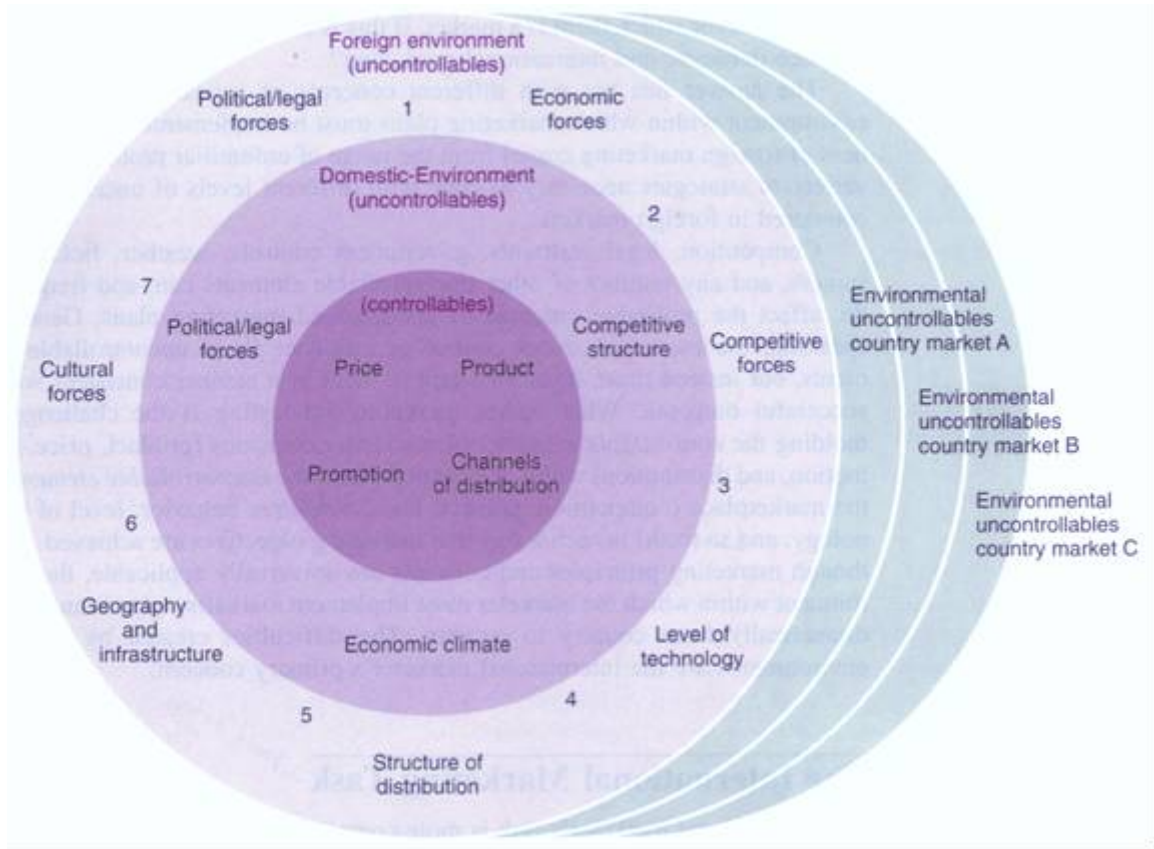 Foreign environment
(uncontrollables)
Political/legal
forces
1
Economic
forces
Domestic-Environment
(uncontrollables)
2
7
(controllables)
Political/legal
forces
Competitive
structure
Competitive
forces
Environmental
uncontrollables
country market A
Cultural
forces
Price
Product
Environmental
uncontrollables
country market B
Promotion
Channels
of distribution
3
Environmental
uncontrollables
country market C
6
Geography
and
infrastructure
Economic climate
Level of
technology
5
4
Structure of
distribution